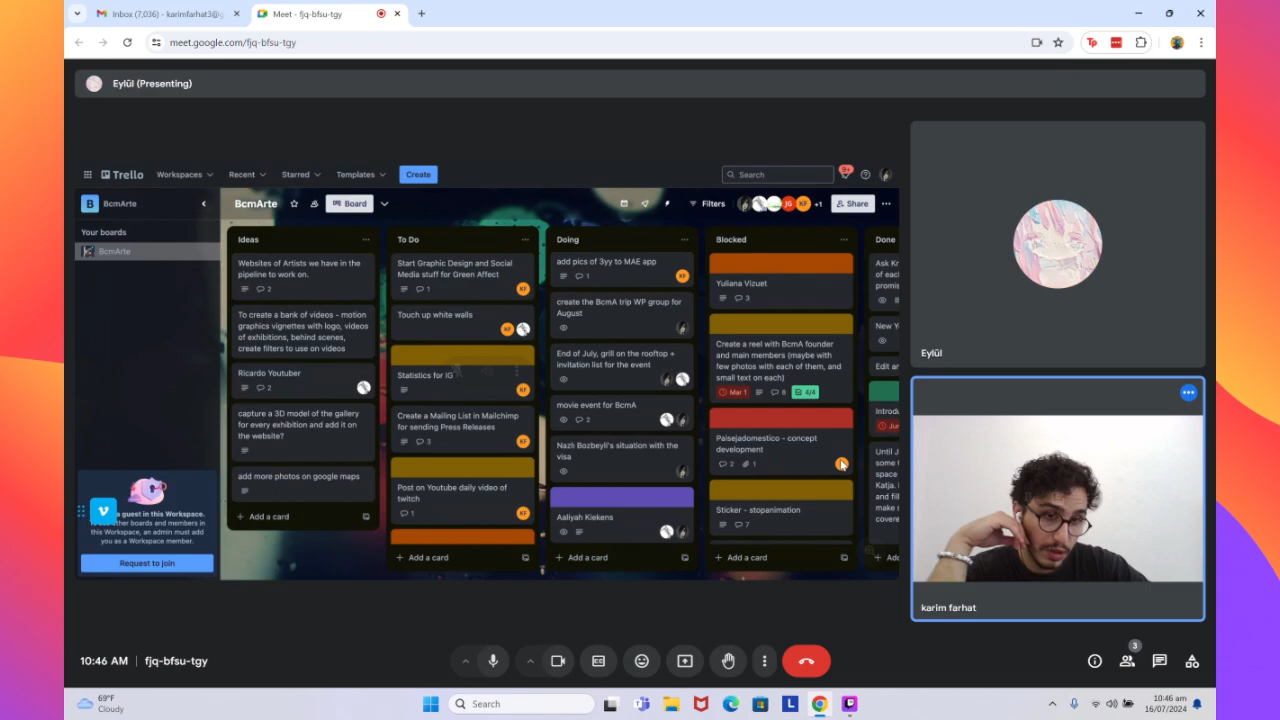 Inbox (7,036) - karimfarhat3@g
Meet - fjq-bfsu-tgy
meet.google.com/fjq-bfsu-tgy
Eylül (Presenting)
Trello
Workspaces
Recent
Starred
Templates
Create
Search
9+
B
BcmArte
BcmArte
Board
Filters
JG
KF
+1
Share
Your boards
BcmArte
Ideas
Websites of Artists we have in the
pipeline to work on.
2
To create a bank of videos - motion
graphics vignettes with logo, videos
of exhibitions, behind scenes,
create filters to use on videos
Ricardo Youtuber
2
capture a 3D model of the gallery
for every exhibition and add it on
the website?
add more photos on google maps
Add a card
To Do
Start Graphic Design and Social
Media stuff for Green Affect
1
KF
Touch up white walls
KF
Statistics for IG
KF
Create a Mailing List in Mailchimp
for sending Press Releases
3
KF
Post on Youtube daily video of
twitch
1
KF
Add a card
Doing
add pics of 3yy to MAE app
1
KF
create the BcmA trip WP group for
August
End of July, grill on the rooftop +
invitation list for the event
movie event for BcmA
2
Nazlı Bozbeyli's situation with the
visa
Aaliyah Kiekens
Add a card
Blocked
Yuliana Vizuet
3
Create a reel with BcmA founder
and main members (maybe with
few photos with each of them, and
small text on each)
Mar 1
8
4/4
Paisejadomestico - concept
development
2
1
Sticker - stopanimation
7
Add a card
Done
Ask Kr
of each
promis
New Y
Edit an
Introdu
Jun
Until J
some t
space
Katja. I
and fil
make s
covere
Add
a guest in this Workspace.
other boards and members in
this Workspace, an admin must add
you as a Workspace member.
Request to join
Eylül
karim farhat
10:46 AM | fjq-bfsu-tgy
3
69°F
Cloudy
Search
L
10:46 am
16/07/2024